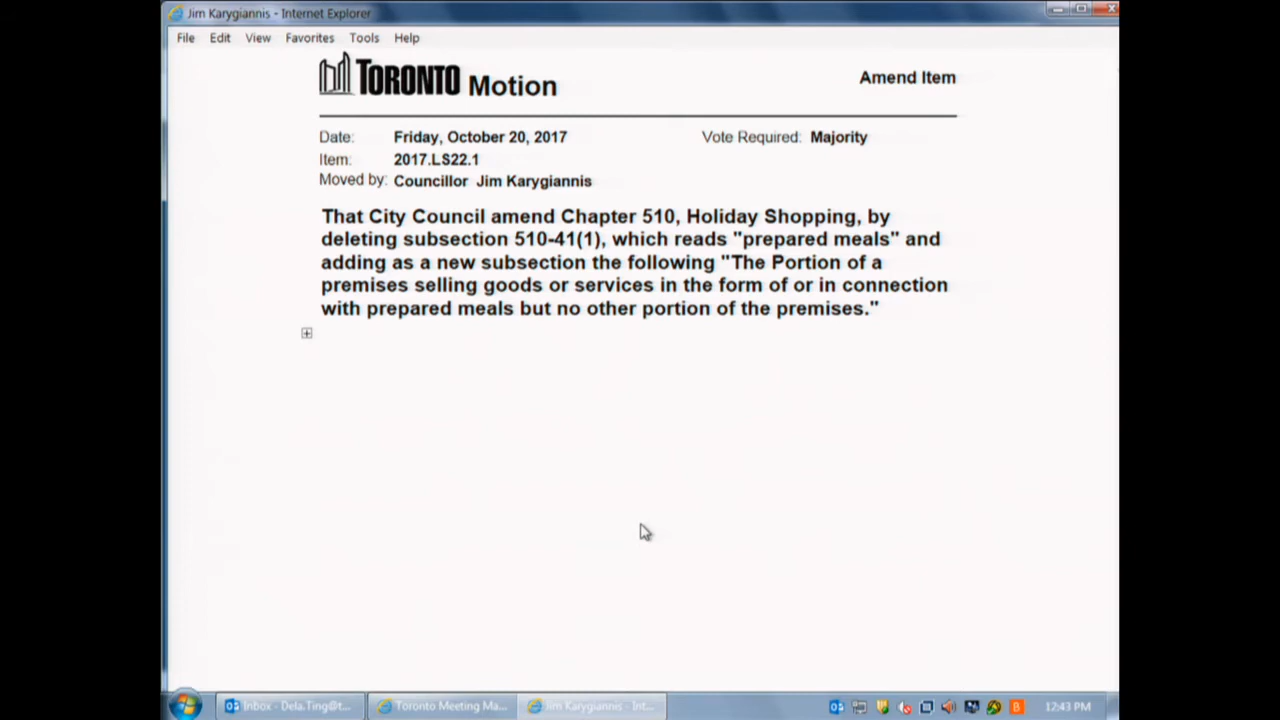 Jim Karygiannis - Internet Explorer
File Edit View Favorites Tools Help
TORONTO Motion
Amend Item
Date: Friday, October 20, 2017
Vote Required: Majority
Item: 2017.LS22.1
Moved by: Councillor Jim Karygiannis
That City Council amend Chapter 510, Holiday Shopping, by
deleting subsection 510-41(1), which reads "prepared meals" and
adding as a new subsection the following "The Portion of a
premises selling goods or services in the form of or in connection
with prepared meals but no other portion of the premises."
Inbox - Dela.Ting@t... Toronto Meeting Ma... Jim Karygiannis - Int... 12:43 PM